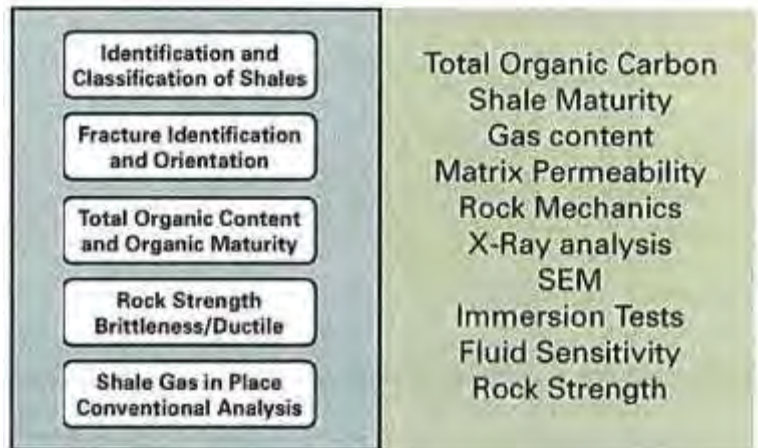 Identification and
Classification of Shales
Fracture Identification
and Orientation
Total Organic Content
and Organic Maturity
Rock Strength
Brittleness/Ductile
Shale Gas in Place
Conventional Analysis
Total Organic Carbon
Shale Maturity
Gas content
Matrix Permeability
Rock Mechanics
X-Ray analysis
SEM
Immersion Tests
Fluid Sensitivity
Rock Strength